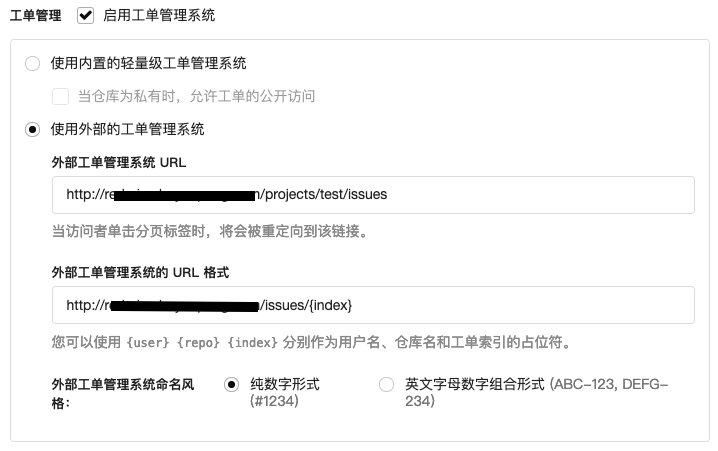 工单管理 启用工单管理系统
使用内置的轻量级工单管理系统
当仓库为私有时，允许工单的公开访问
使用外部的工单管理系统
外部工单管理系统 URL
http://re /projects/test/issues
当访问者单击分页标签时，将会被重定向到该链接。
外部工单管理系统的 URL 格式
http://re /issues/{index}
您可以使用 {user} {repo} {index} 分别作为用户名、仓库名和工单索引的占位符。
外部工单管理系统命名风
格：
纯数字形式
(#1234)
英文字母数字组合形式 (ABC-123, DEFG-
234)